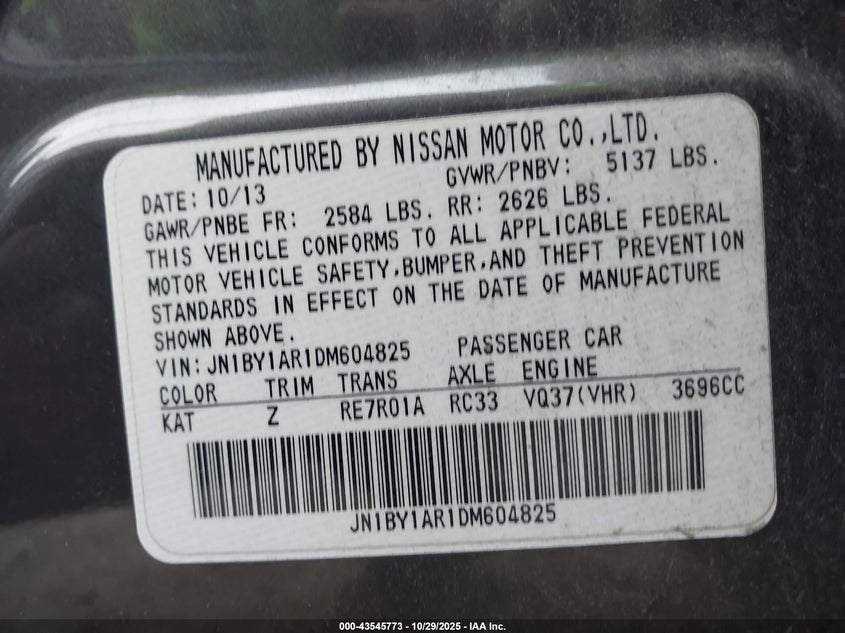 MANUFACTURED BY NISSAN MOTOR CO.,LTD.
DATE: 10/13 GVWR/PNBV: 5137 LBS.
GAWR/PNBE FR: 2584 LBS. RR: 2626 LBS.
THIS VEHICLE CONFORMS TO ALL APPLICABLE FEDERAL
MOTOR VEHICLE SAFETY,BUMPER,AND THEFT PREVENTION
STANDARDS IN EFFECT ON THE DATE OF MANUFACTURE
SHOWN ABOVE.
VIN:JN1BY1AR1DM604825 PASSENGER CAR
COLOR TRIM TRANS AXLE ENGINE
KAT Z RE7R01A RC33 VQ37(VHR) 3696CC
JN1BY1AR1DM604825
000-43545773 - 10/29/2025 - IAA Inc.